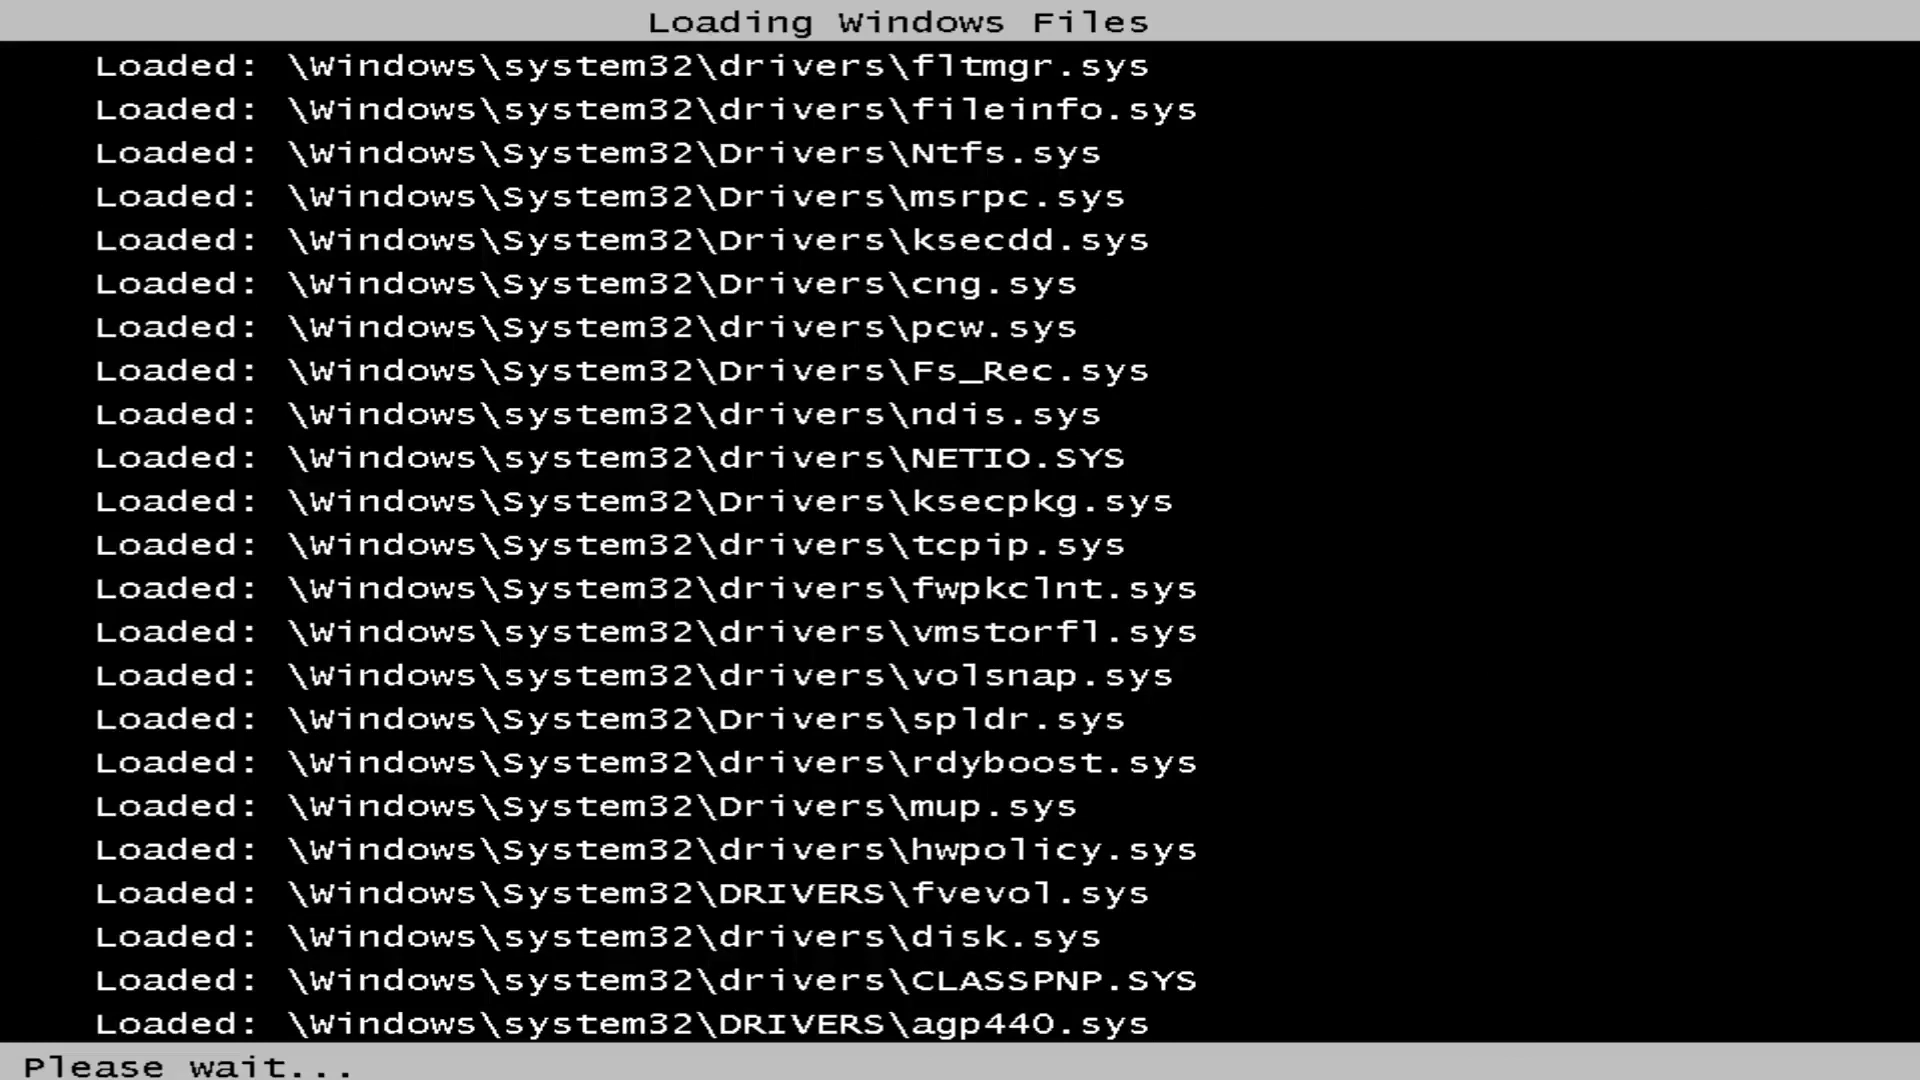 Loading Windows Files
Loaded: \Windows\system32\drivers\fltmgr.sys
Loaded: \Windows\system32\drivers\fileinfo.sys
Loaded: \Windows\System32\Drivers\Ntfs.sys
Loaded: \Windows\System32\Drivers\msrpc.sys
Loaded: \Windows\System32\Drivers\ksecdd.sys
Loaded: \Windows\System32\Drivers\cng.sys
Loaded: \Windows\System32\drivers\pcw.sys
Loaded: \Windows\System32\Drivers\Fs_Rec.sys
Loaded: \Windows\system32\drivers\ndis.sys
Loaded: \Windows\system32\drivers\NETIO.SYS
Loaded: \Windows\System32\Drivers\ksecpkg.sys
Loaded: \Windows\System32\drivers\tcpip.sys
Loaded: \Windows\System32\drivers\fwpkclnt.sys
Loaded: \Windows\system32\drivers\vmstorfl.sys
Loaded: \Windows\system32\drivers\volsnap.sys
Loaded: \Windows\System32\Drivers\spldr.sys
Loaded: \Windows\System32\drivers\rdyboost.sys
Loaded: \Windows\System32\Drivers\mup.sys
Loaded: \Windows\System32\drivers\hwpolicy.sys
Loaded: \Windows\System32\DRIVERS\fvevol.sys
Loaded: \Windows\system32\drivers\disk.sys
Loaded: \Windows\system32\drivers\CLASSPNP.SYS
Loaded: \Windows\system32\DRIVERS\agp440.sys
Please wait...